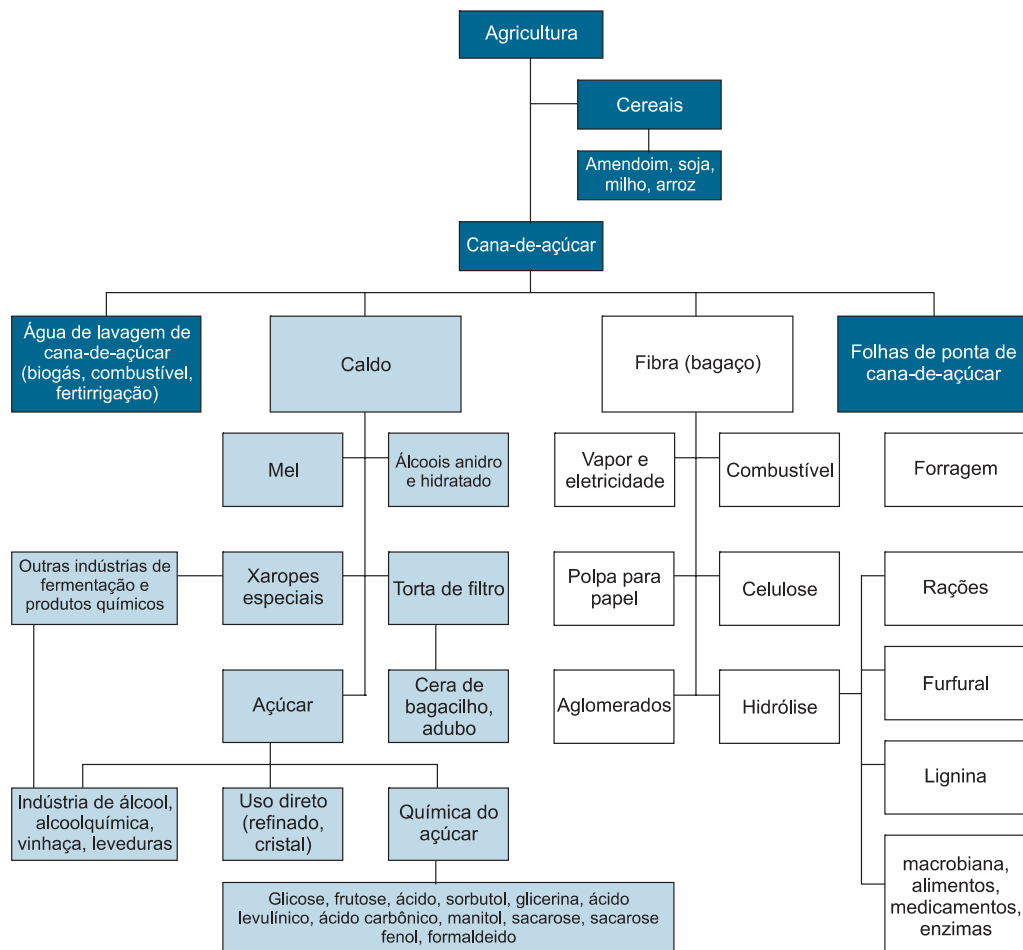 Agricultura
Cereais
Amendoim, soja,
milho, arroz
Cana-de-açúcar
Água de lavagem de
cana-de-açúcar
(biogás, combustível,
fertirrigação)
Caldo
Fibra (bagaço)
Folhas de ponta de
cana-de-açúcar
Mel
Álcoois anidro
e hidratado
Vapor e
eletricidade
Combustível
Forragem
Outras indústrias de
fermentação e
produtos químicos
Xaropes
especiais
Torta de filtro
Polpa para
papel
Celulose
Rações
Açúcar
Cera de
bagacilho,
adubo
Aglomerados
Hidrólise
Furfural
Lignina
Indústria de álcool,
alcoolquímica,
vinhaça, leveduras
Uso direto
(refinado,
cristal)
Química do
açúcar
macrobiana,
alimentos,
medicamentos,
enzimas
Glicose, frutose, ácido, sorbutol, glicerina, ácido
levulínico, ácido carbônico, manitol, sacarose, sacarose
fenol, formaldeido